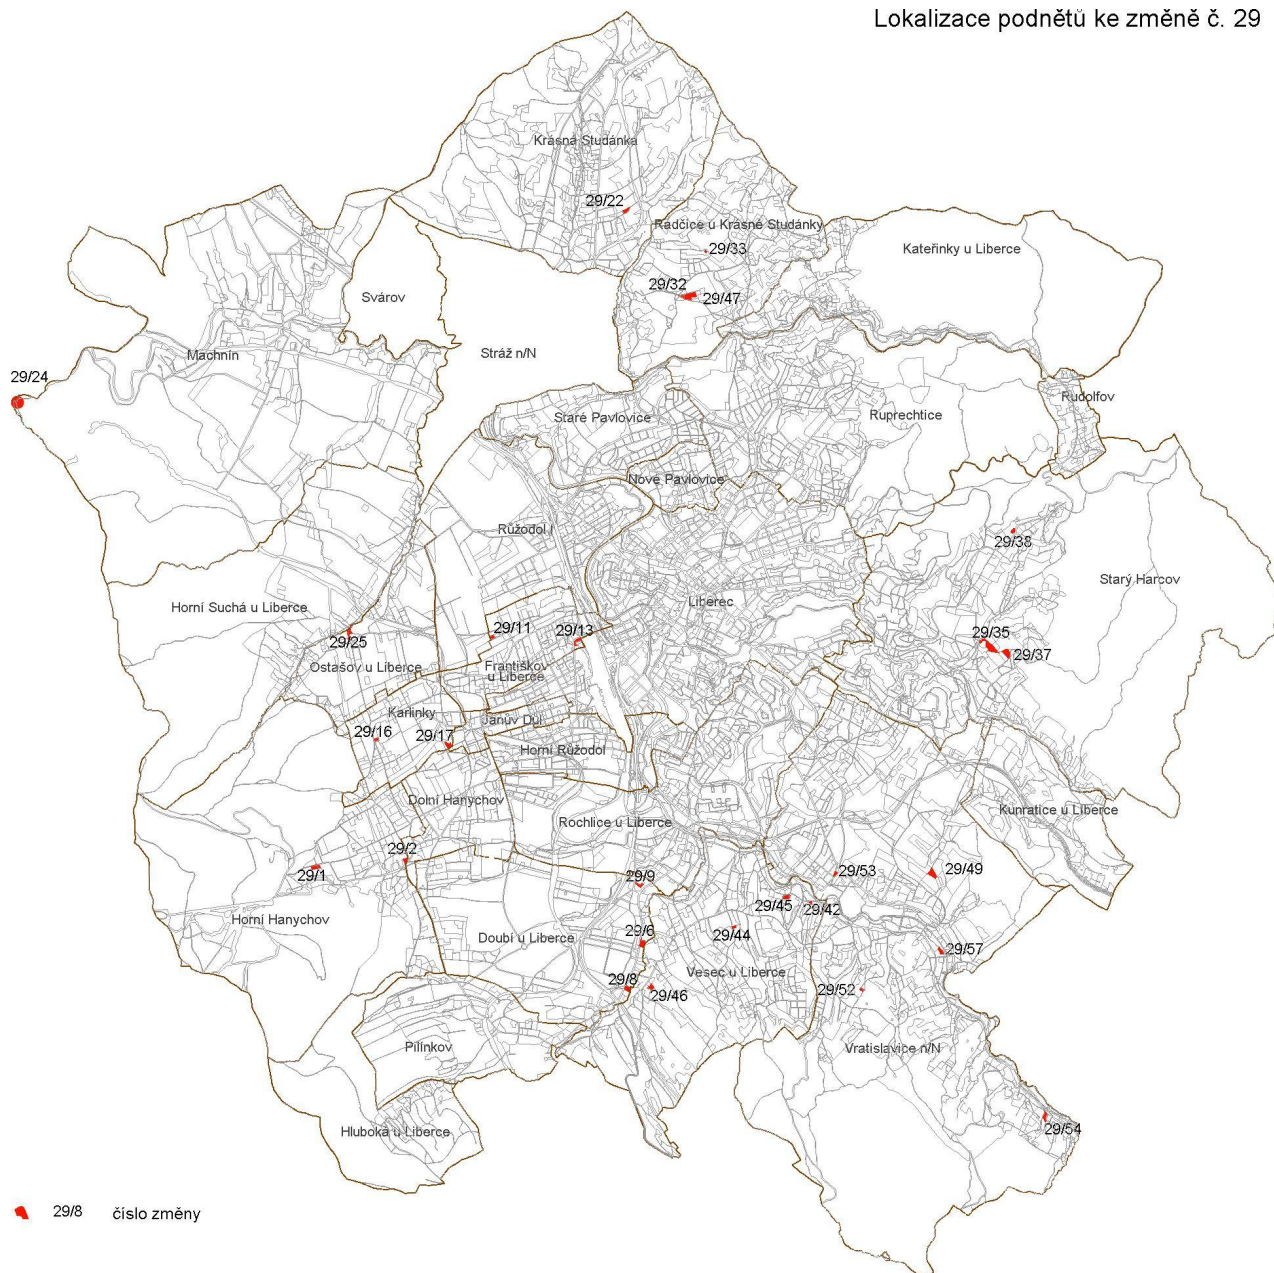 Lokalizace podnětů ke změně č. 29
Krásná Studánka
29/22
Radčice u Krásné Studánky
29/33
Kateřinky u Liberce
29/32
29/47
Svárov
Stráž n/N
Machnín
29/24
Rudolfov
Staré Pavlovice
Ruprechtice
Nové Pavlovice
Růžodol I
29/38
Starý Harcov
Horní Suchá u Liberce
Liberec
29/11
29/13
29/25
29/35
29/37
Ostašov u Liberce
Františkov
u Liberce
Karlinky
Janův Důl
29/16
29/17
Horní Růžodol
Dolní Hanychov
Rochlice u Liberce
Kunratice u Liberce
29/2
29/1
29/9
29/53
29/49
29/45
29/42
Horní Hanychov
Doubí u Liberce
29/6
29/44
29/57
Vesec u Liberce
29/8
29/46
29/52
Pilínkov
Vratislavice n/N
Hluboká u Liberce
29/54
29/8 číslo změny